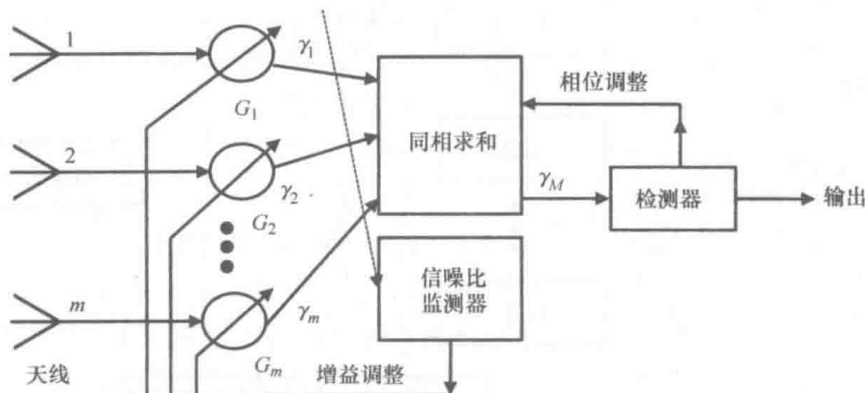 1
γ₁
G₁
同相求和
相位调整
2
γ₂
G₂
γ_M
检测器
输出
m
γₘ
Gₘ
信噪比
监测器
天线
增益调整